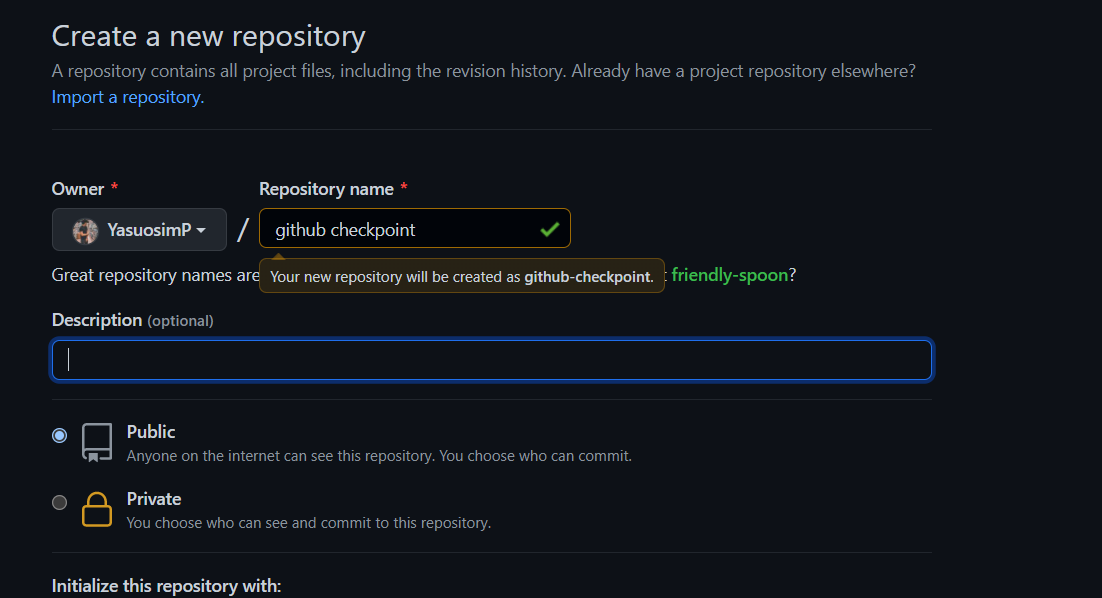 Create a new repository
A repository contains all project files, including the revision history. Already have a project repository elsewhere?
Import a repository.
Owner *
Repository name *
YasuosimP
/
github checkpoint
Great repository names are
Your new repository will be created as github-checkpoint.
friendly-spoon?
Description (optional)
Public
Anyone on the internet can see this repository. You choose who can commit.
Private
You choose who can see and commit to this repository.
Initialize this repository with: